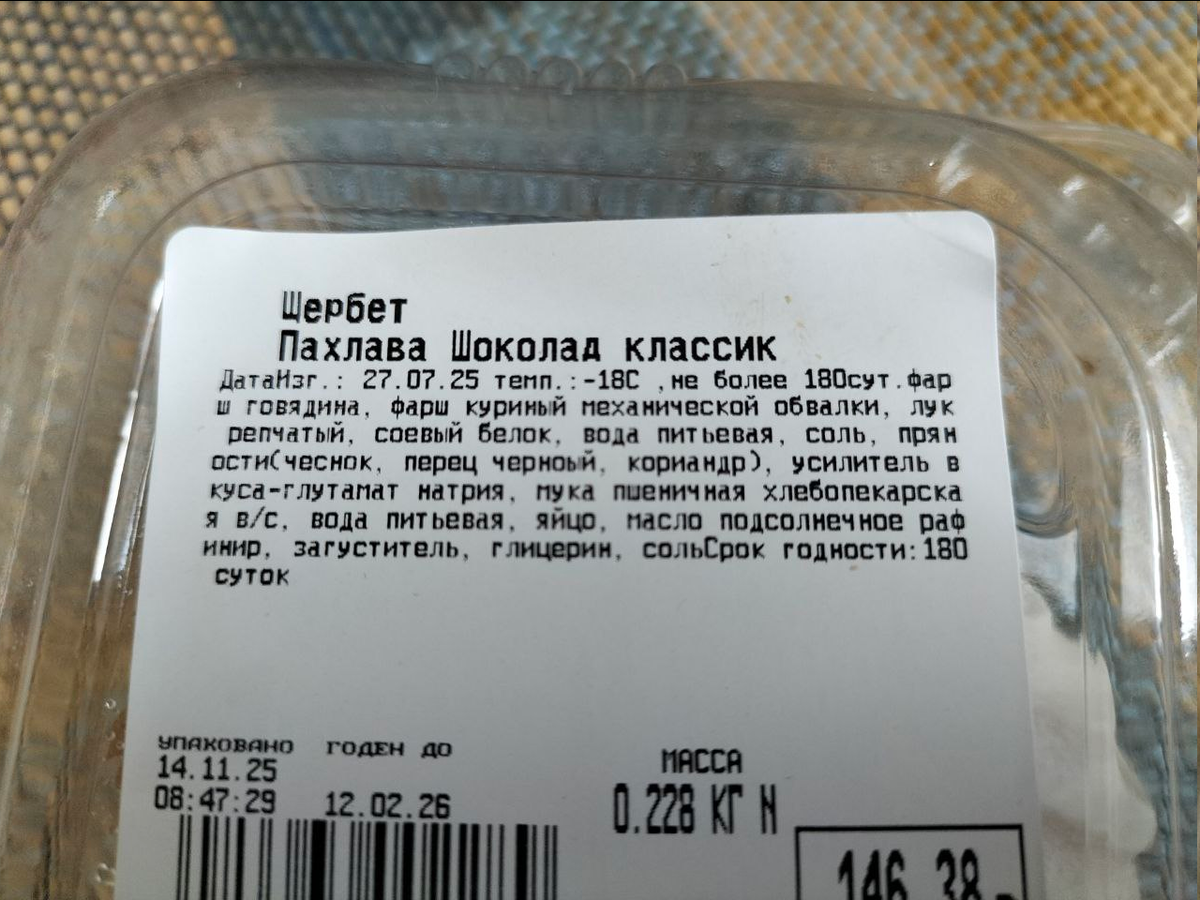 Щербет
Пахлава Шоколад классик
ДатаИзг.: 27.07.25 темп.:-18С ,не более 180сут.фар
ш говядина, фарш куриный механической обвалки, лук
репчатый, соевый белок, вода питьевая, соль, прян
ости(чеснок, перец черноый, кориандр), усилитель в
куса-глутамат натрия, мука пшеничная хлебопекарска
я в/с, вода питьевая, яйцо, масло подсолнечное раф
инир, загуститель, глицерин, сольСрок годности:180
суток
УПАКОВАНО ГОДЕН ДО
14.11.25
08:47:29 12.02.26
МАССА
0.228 КГ N
146.38